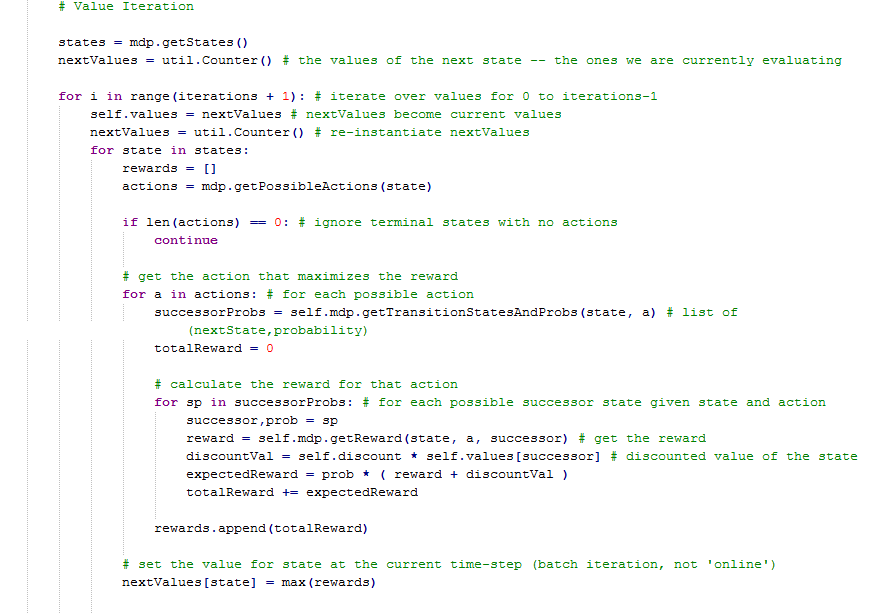 # Value Iteration
states = mdp.getStates()
nextValues = util.Counter() # the values of the next state -- the ones we are currently evaluating
for i in range(iterations + 1): # iterate over values for 0 to iterations-1
self.values = nextValues # nextValues become current values
nextValues = util.Counter() # re-instantiate nextValues
for state in states:
rewards = []
actions = mdp.getPossibleActions(state)
if len(actions) == 0: # ignore terminal states with no actions
continue
# get the action that maximizes the reward
for a in actions: # for each possible action
successorProbs = self.mdp.getTransitionStatesAndProbs(state, a) # list of
(nextState,probability)
totalReward = 0
# calculate the reward for that action
for sp in successorProbs: # for each possible successor state given state and action
successor,prob = sp
reward = self.mdp.getReward(state, a, successor) # get the reward
discountVal = self.discount * self.values[successor] # discounted value of the state
expectedReward = prob * ( reward + discountVal )
totalReward += expectedReward
rewards.append(totalReward)
# set the value for state at the current time-step (batch iteration, not 'online')
nextValues[state] = max(rewards)